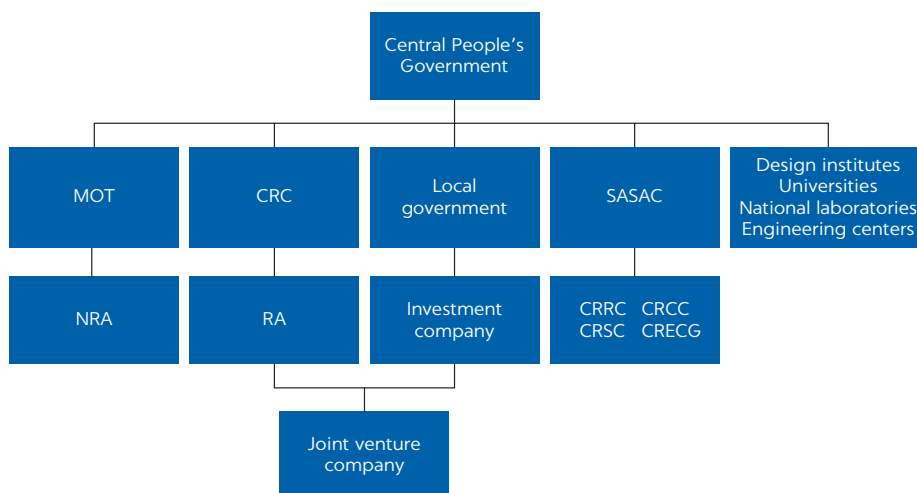 Central People’s
Government
MOT
CRC
Local
government
SASAC
Design institutes
Universities
National laboratories
Engineering centers
NRA
RA
Investment
company
CRRC CRCC
CRSC CRECG
Joint venture
company